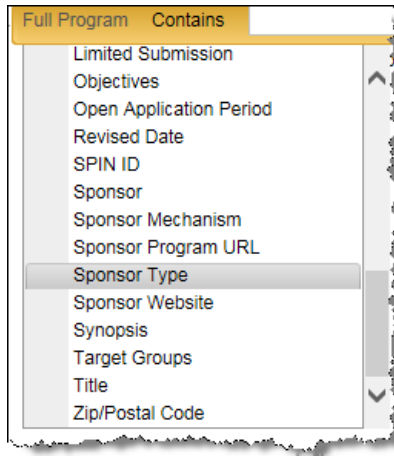 Full Program Contains
Limited Submission
Objectives
Open Application Period
Revised Date
SPIN ID
Sponsor
Sponsor Mechanism
Sponsor Program URL
Sponsor Type
Sponsor Website
Synopsis
Target Groups
Title
Zip/Postal Code